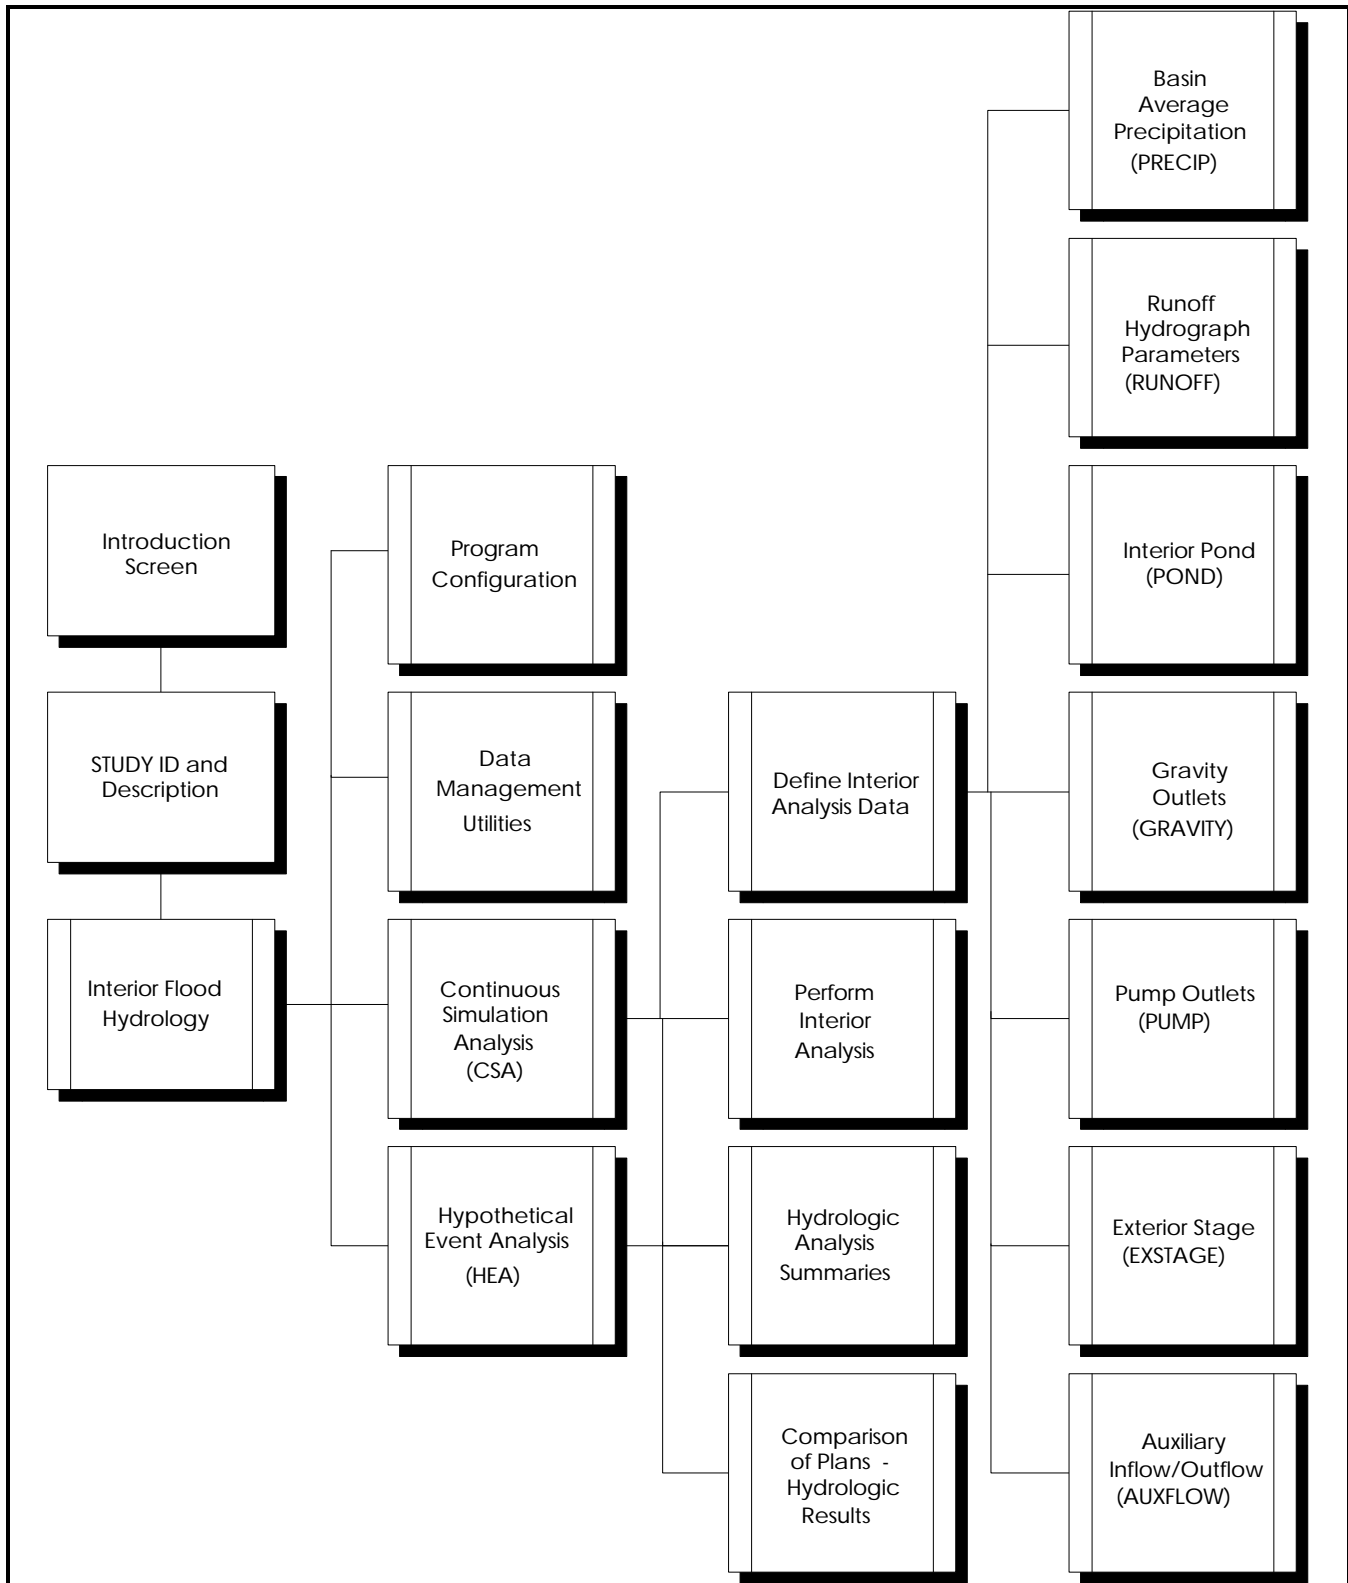 Introduction
Screen
STUDY ID and
Description
Interior Flood
Hydrology
Program
Configuration
Data
Management
Utilities
Continuous
Simulation
Analysis
(CSA)
Hypothetical
Event Analysis
(HEA)
Define Interior
Analysis Data
Perform
Interior
Analysis
Hydrologic
Analysis
Summaries
Comparison
of Plans -
Hydrologic
Results
Basin
Average
Precipitation
(PRECIP)
Runoff
Hydrograph
Parameters
(RUNOFF)
Interior Pond
(POND)
Gravity
Outlets
(GRAVITY)
Pump Outlets
(PUMP)
Exterior Stage
(EXSTAGE)
Auxiliary
Inflow/Outflow
(AUXFLOW)